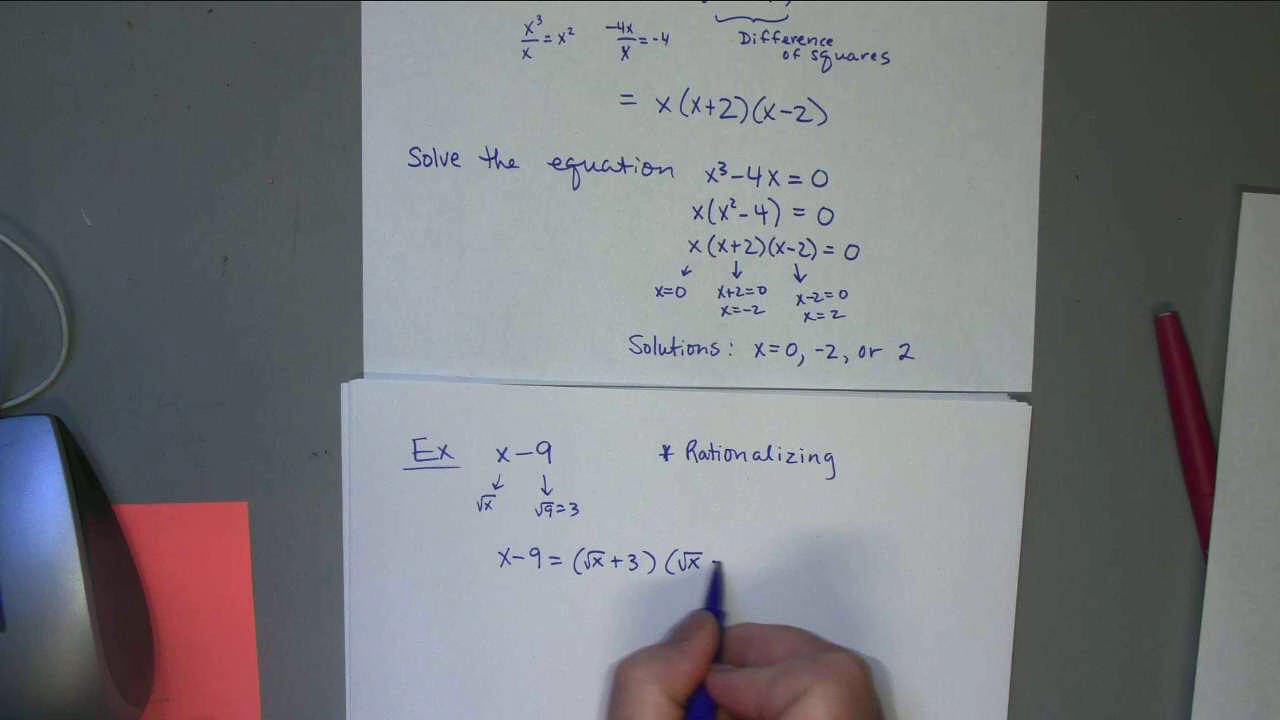 x³/x = x² -4x/x = -4 Difference
of squares
= x(x+2)(x-2)
Solve the equation x³-4x=0
x(x²-4)=0
x(x+2)(x-2)=0
x=0 x+2=0 x-2=0
x=-2 x=2
Solutions: x=0, -2, or 2
Ex x-9 * Rationalizing
√x √9=3
x-9=(√x+3)(√x -